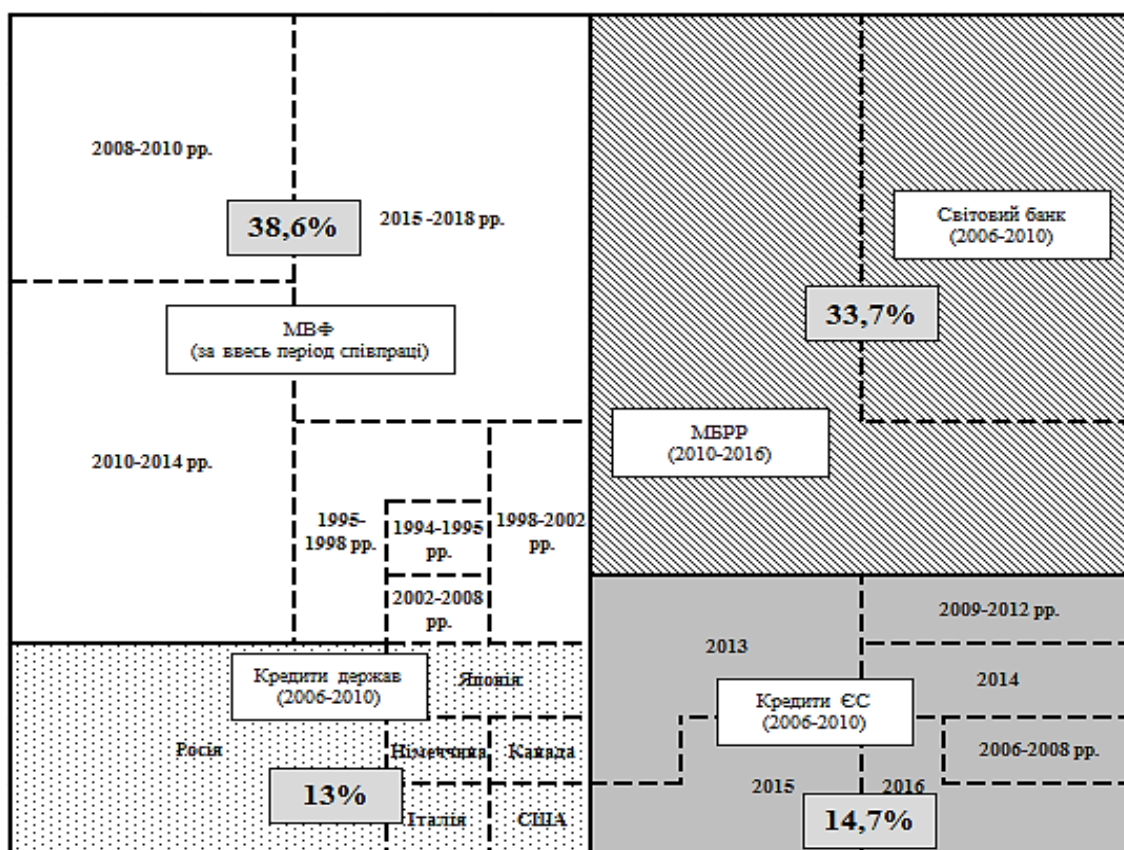 2008-2010 рр.
38,6%
2015 -2018 рр.
МВФ
(за ввесь період співпраці)
2010-2014 рр.
1995-
1998 рр.
1994-1995
рр.
1998-2002
рр.
2002-2008
рр.
Світовий банк
(2006-2010)
33,7%
МБРР
(2010-2016)
Кредити держав
(2006-2010)
Японія
Росія
Німеччина
Канада
13%
Італія
США
2009-2012 рр.
2013
2014
Кредити ЄС
(2006-2010)
2006-2008 рр.
2015
2016
14,7%